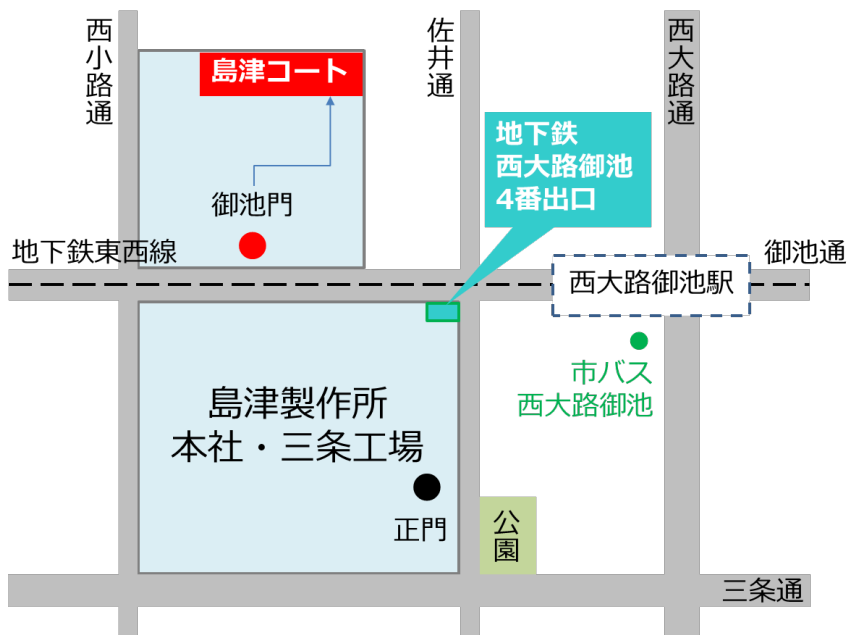 西小路通
佐井通
西大路通
島津コート
地下鉄
西大路御池
4番出口
御池門
地下鉄東西線
御池通
西大路御池駅
市バス
西大路御池
島津製作所
本社・三条工場
正門
公園
三条通